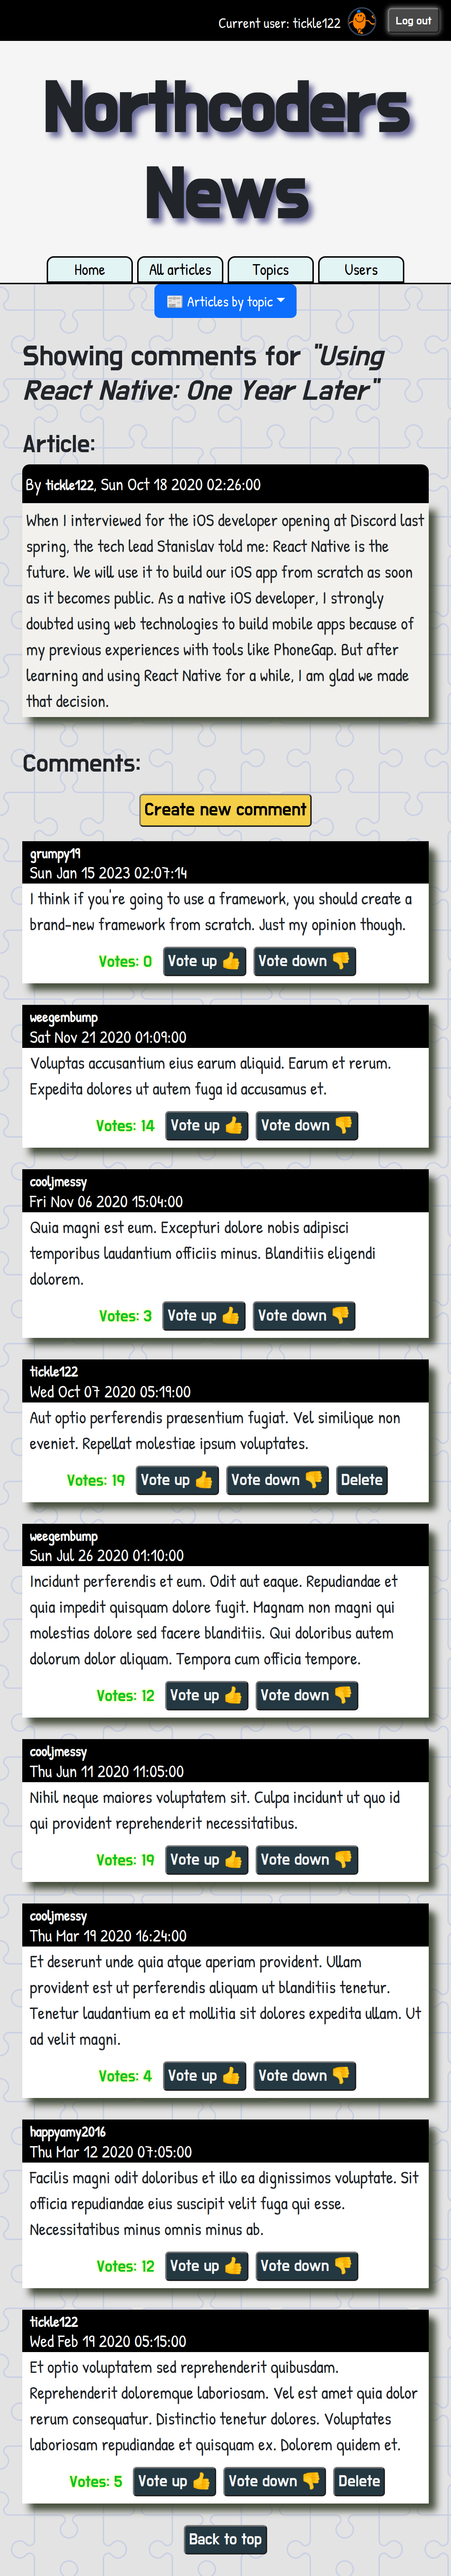 Current user: tickle122
Log out
Northcoders
News
Home
All articles
Topics
Users
📰 Articles by topic
Showing comments for "Using
React Native: One Year Later"
Article:
By tickle122, Sun Oct 18 2020 02:26:00
When I interviewed for the iOS developer opening at Discord last
spring, the tech lead Stanislav told me: React Native is the
future. We will use it to build our iOS app from scratch as soon
as it becomes public. As a native iOS developer, I strongly
doubted using web technologies to build mobile apps because of
my previous experiences with tools like PhoneGap. But after
learning and using React Native for a while, I am glad we made
that decision.
Comments:
Create new comment
grumpy19
Sun Jan 15 2023 02:07:14
I think if you're going to use a framework, you should create a
brand-new framework from scratch. Just my opinion though.
Votes: 0 Vote up 👍 Vote down 👎
weegembump
Sat Nov 21 2020 01:09:00
Voluptas accusantium eius earum aliquid. Earum et rerum.
Expedita dolores ut autem fuga id accusamus et.
Votes: 14 Vote up 👍 Vote down 👎
cooljmessy
Fri Nov 06 2020 15:04:00
Quia magni est eum. Excepturi dolore nobis adipisci
temporibus laudantium officiis minus. Blanditiis eligendi
dolorem.
Votes: 3 Vote up 👍 Vote down 👎
tickle122
Wed Oct 07 2020 05:19:00
Aut optio perferendis praesentium fugiat. Vel similique non
eveniet. Repellat molestiae ipsum voluptates.
Votes: 19 Vote up 👍 Vote down 👎 Delete
weegembump
Sun Jul 26 2020 01:10:00
Incidunt perferendis et eum. Odit aut eaque. Repudiandae et
quia impedit quisquam dolore fugit. Magnam non magni qui
molestias dolore sed facere blanditiis. Qui doloribus autem
dolorum dolor aliquam. Tempora cum officia tempore.
Votes: 12 Vote up 👍 Vote down 👎
cooljmessy
Thu Jun 11 2020 11:05:00
Nihil neque maiores voluptatem sit. Culpa incidunt ut quo id
qui provident reprehenderit necessitatibus.
Votes: 19 Vote up 👍 Vote down 👎
cooljmessy
Thu Mar 19 2020 16:24:00
Et deserunt unde quia atque aperiam provident. Ullam
provident est ut perferendis aliquam ut blanditiis tenetur.
Tenetur laudantium ea et mollitia sit dolores expedita ullam. Ut
ad velit magni.
Votes: 4 Vote up 👍 Vote down 👎
happyamy2016
Thu Mar 12 2020 07:05:00
Facilis magni odit doloribus et illo ea dignissimos voluptate. Sit
officia repudiandae eius suscipit velit fuga qui esse.
Necessitatibus minus omnis minus ab.
Votes: 12 Vote up 👍 Vote down 👎
tickle122
Wed Feb 19 2020 05:15:00
Et optio voluptatem sed reprehenderit quibusdam.
Reprehenderit doloremque laboriosam. Vel est amet quia dolor
rerum consequatur. Distinctio tenetur dolores. Voluptates
laboriosam repudiandae et quisquam ex. Dolorem quidem et.
Votes: 5 Vote up 👍 Vote down 👎 Delete
Back to top